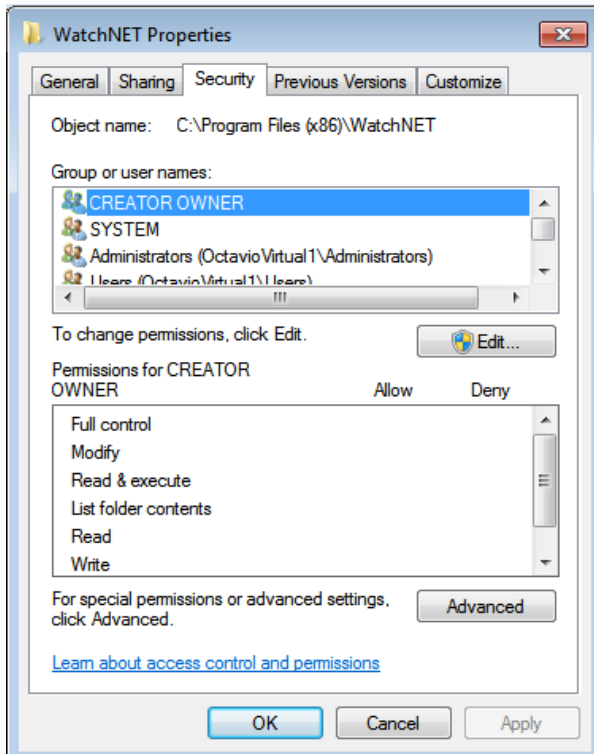 WatchNET Properties
General Sharing Security Previous Versions Customize
Object name: C:\Program Files (x86)\WatchNET
Group or user names:
CREATOR OWNER
SYSTEM
Administrators (OctavioVirtual1\Administrators)
Users (OctavioVirtual1\Users)
To change permissions, click Edit.
Edit...
Permissions for CREATOR
OWNER Allow Deny
Full control
Modify
Read & execute
List folder contents
Read
Write
For special permissions or advanced settings,
click Advanced.
Advanced
Learn about access control and permissions
OK Cancel Apply